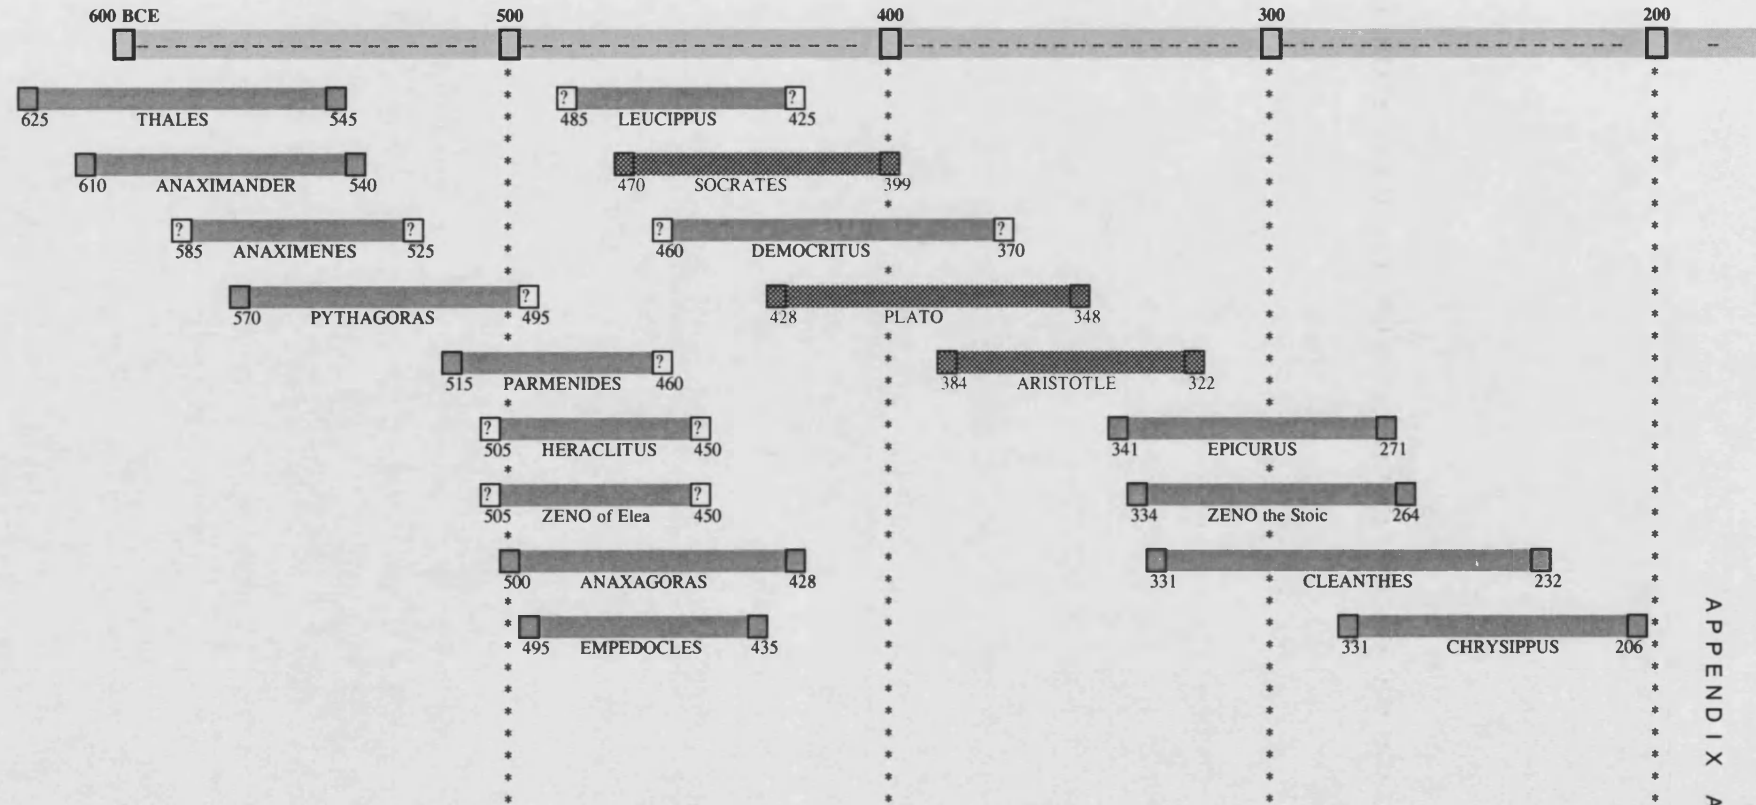 600 BCE 500 400 300 200
625 THALES 545
485 LEUCIPPUS 425
610 ANAXIMANDER 540
470 SOCRATES 399
585 ANAXIMENES 525
460 DEMOCRITUS 370
570 PYTHAGORAS 495
428 PLATO 348
515 PARMENIDES 460
384 ARISTOTLE 322
505 HERACLITUS 450
341 EPICURUS 271
505 ZENO of Elea 450
334 ZENO the Stoic 264
500 ANAXAGORAS 428
331 CLEANTHES 232
495 EMPEDOCLES 435
331 CHRYSIPPUS 206
APPENDIX A